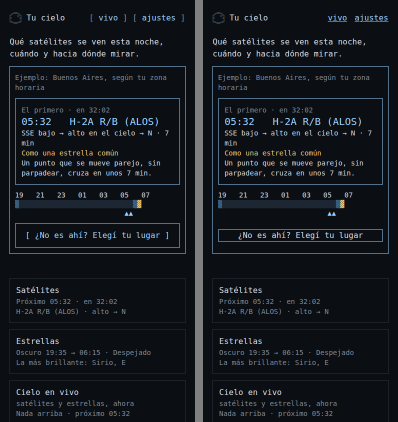 Tu cielo [ vivo ] [ ajustes ]
Qué satélites se ven esta noche,
cuándo y hacia dónde mirar.
Ejemplo: Buenos Aires, según tu zona
horaria
El primero · en 32:02
05:32 H-2A R/B (ALOS)
SSE bajo → alto en el cielo → N · 7
min
Como una estrella común
Un punto que se mueve parejo, sin
parpadear, cruza en unos 7 min.
19 21 23 01 03 05 07
▲▲
[ ¿No es ahí? Elegí tu lugar ]
Satélites
Próximo 05:32 · en 32:02
H-2A R/B (ALOS) · alto → N
Estrellas
Oscuro 19:35 → 06:15 · Despejado
La más brillante: Sirio, E
Cielo en vivo
satélites y estrellas, ahora
Nada arriba · próximo 05:32
Tu cielo vivo ajustes
Qué satélites se ven esta noche,
cuándo y hacia dónde mirar.
Ejemplo: Buenos Aires, según tu zona
horaria
El primero · en 32:02
05:32 H-2A R/B (ALOS)
SSE bajo → alto en el cielo → N · 7
min
Como una estrella común
Un punto que se mueve parejo, sin
parpadear, cruza en unos 7 min.
19 21 23 01 03 05 07
▲▲
¿No es ahí? Elegí tu lugar
Satélites
Próximo 05:32 · en 32:02
H-2A R/B (ALOS) · alto → N
Estrellas
Oscuro 19:35 → 06:15 · Despejado
La más brillante: Sirio, E
Cielo en vivo
satélites y estrellas, ahora
Nada arriba · próximo 05:32